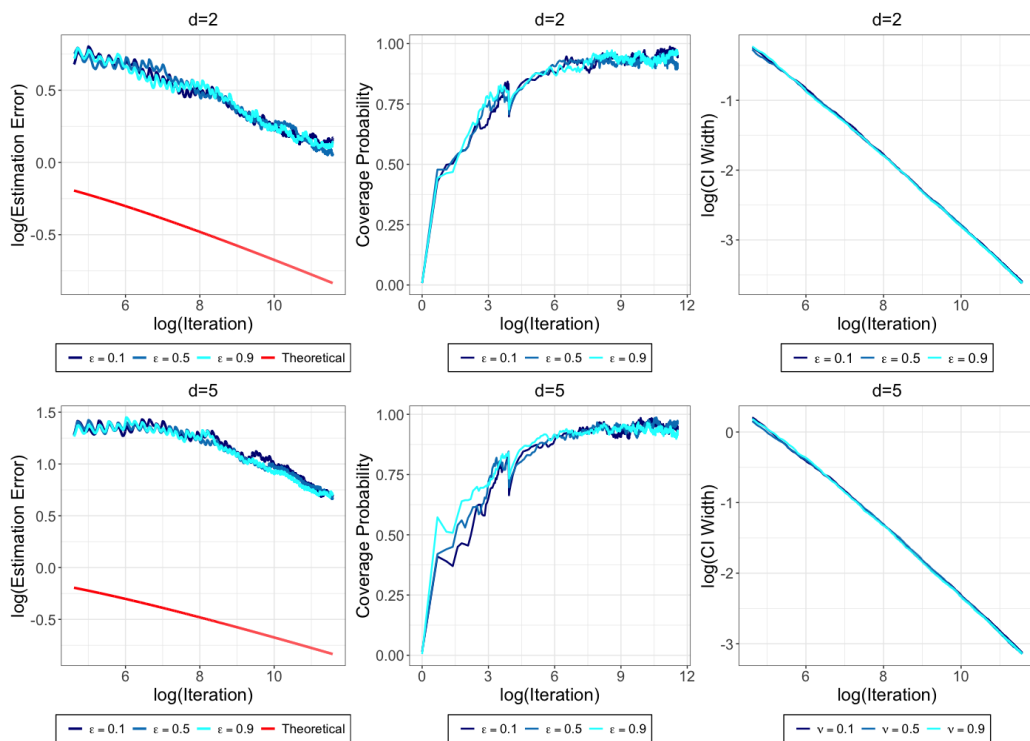 d=2
log(Estimation Error)
0.5
0.0
-0.5
6 8 10
log(Iteration)
ε = 0.1 ε = 0.5 ε = 0.9 Theoretical
d=2
Coverage Probability
1.00
0.75
0.50
0.25
0.00
0 3 6 9 12
log(Iteration)
ε = 0.1 ε = 0.5 ε = 0.9
d=2
log(CI Width)
-1
-2
-3
6 8 10
log(Iteration)
ε = 0.1 ε = 0.5 ε = 0.9
d=5
log(Estimation Error)
1.5
1.0
0.5
0.0
-0.5
6 8 10
log(Iteration)
ε = 0.1 ε = 0.5 ε = 0.9 Theoretical
d=5
Coverage Probability
1.00
0.75
0.50
0.25
0.00
0 3 6 9 12
log(Iteration)
ε = 0.1 ε = 0.5 ε = 0.9
d=5
log(CI Width)
0
-1
-2
-3
6 8 10
log(Iteration)
ν = 0.1 ν = 0.5 ν = 0.9